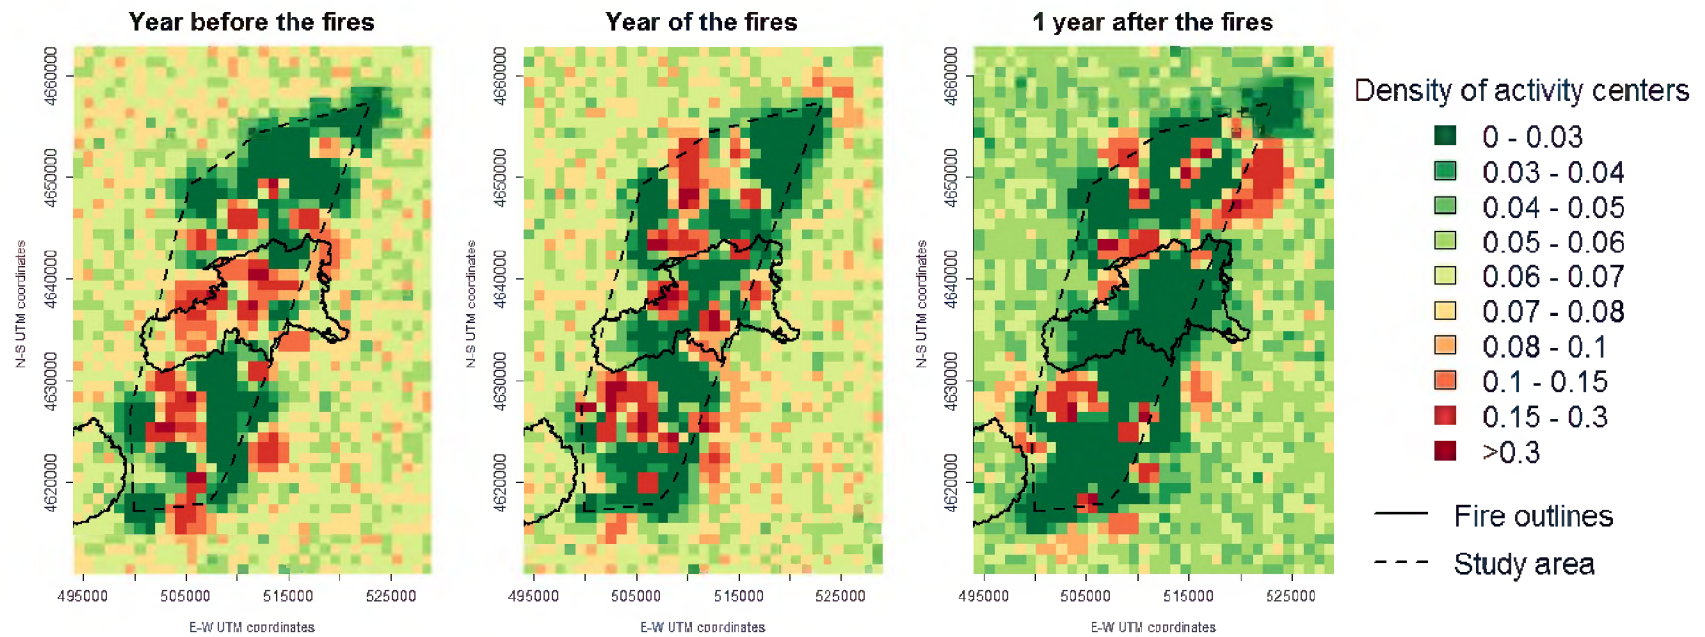 Year before the fires
Year of the fires
1 year after the fires
N-S UTM coordinates
4660000
4650000
4640000
4630000
4620000
495000
505000
515000
525000
E-W UTM coordinates
N-S UTM coordinates
4660000
4650000
4640000
4630000
4620000
495000
505000
515000
525000
E-W UTM coordinates
N-S UTM coordinates
4660000
4650000
4640000
4630000
4620000
495000
505000
515000
525000
E-W UTM coordinates
Density of activity centers
0 - 0.03
0.03 - 0.04
0.04 - 0.05
0.05 - 0.06
0.06 - 0.07
0.07 - 0.08
0.08 - 0.1
0.1 - 0.15
0.15 - 0.3
>0.3
Fire outlines
Study area